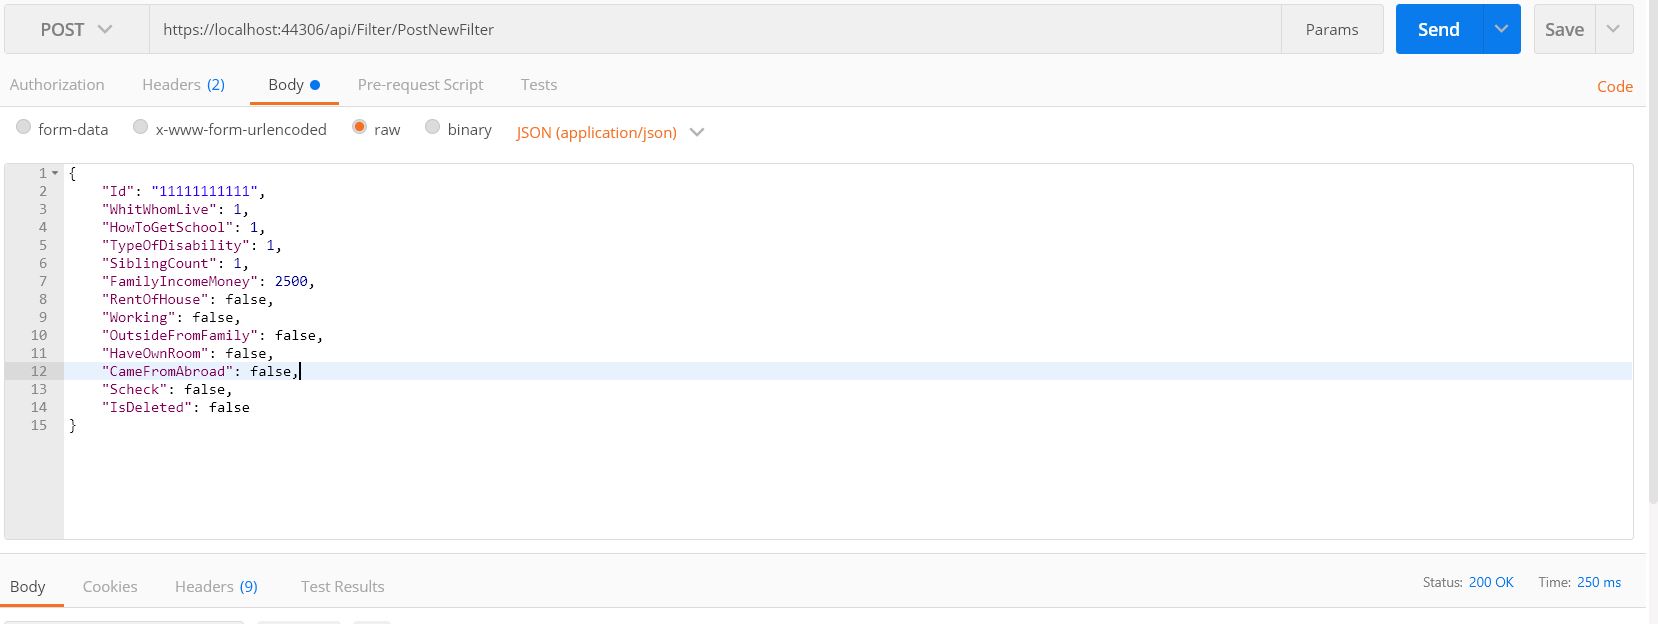 POST https://localhost:44306/api/Filter/PostNewFilter Params Send Save
Authorization Headers (2) Body Pre-request Script Tests Code
form-data x-www-form-urlencoded raw binary JSON (application/json)
1 {
2 "Id": "11111111111",
3 "WhitWhomLive": 1,
4 "HowToGetSchool": 1,
5 "TypeOfDisability": 1,
6 "SiblingCount": 1,
7 "FamilyIncomeMoney": 2500,
8 "RentOfHouse": false,
9 "Working": false,
10 "OutsideFromFamily": false,
11 "HaveOwnRoom": false,
12 "CameFromAbroad": false,
13 "Scheck": false,
14 "IsDeleted": false
15 }
Body Cookies Headers (9) Test Results Status: 200 OK Time: 250 ms